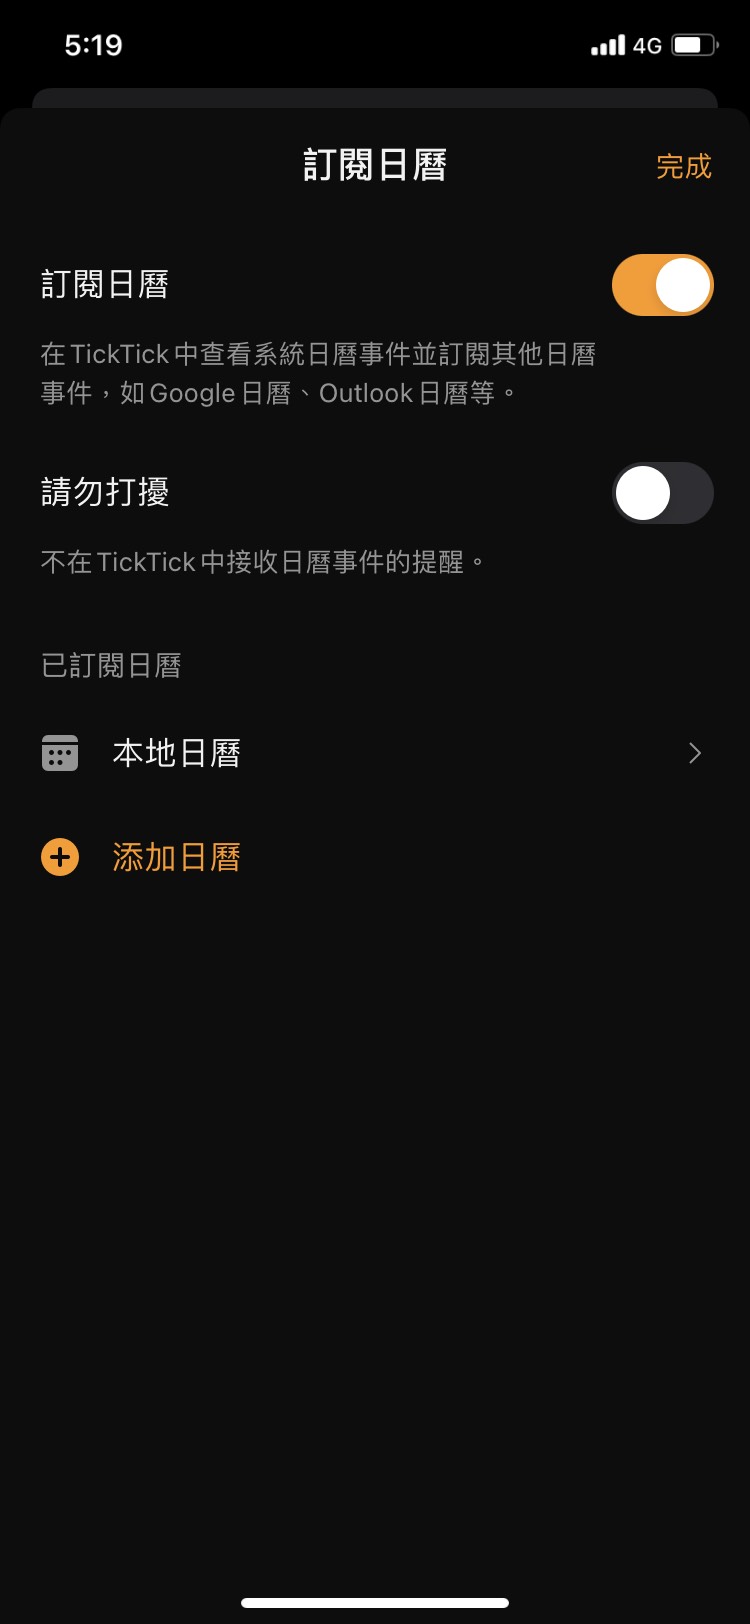 5:19
4G
訂閱日曆
完成
訂閱日曆
在TickTick中查看系統日曆事件並訂閱其他日曆
事件，如Google日曆、Outlook日曆等。
請勿打擾
不在TickTick中接收日曆事件的提醒。
已訂閱日曆
本地日曆
添加日曆